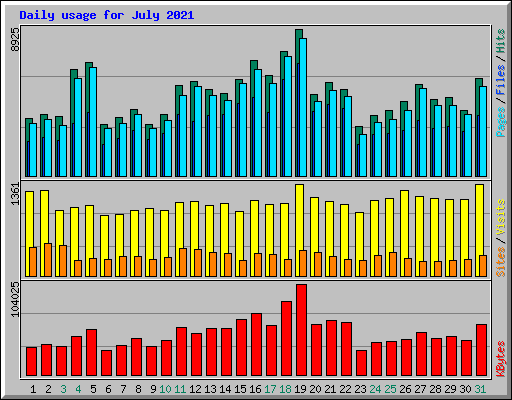 Daily usage for July 2021
8925
Pages / Files / Hits
1361
Sites / Visits
104025
KBytes
1 2 3 4 5 6 7 8 9 10 11 12 13 14 15 16 17 18 19 20 21 22 23 24 25 26 27 28 29 30 31